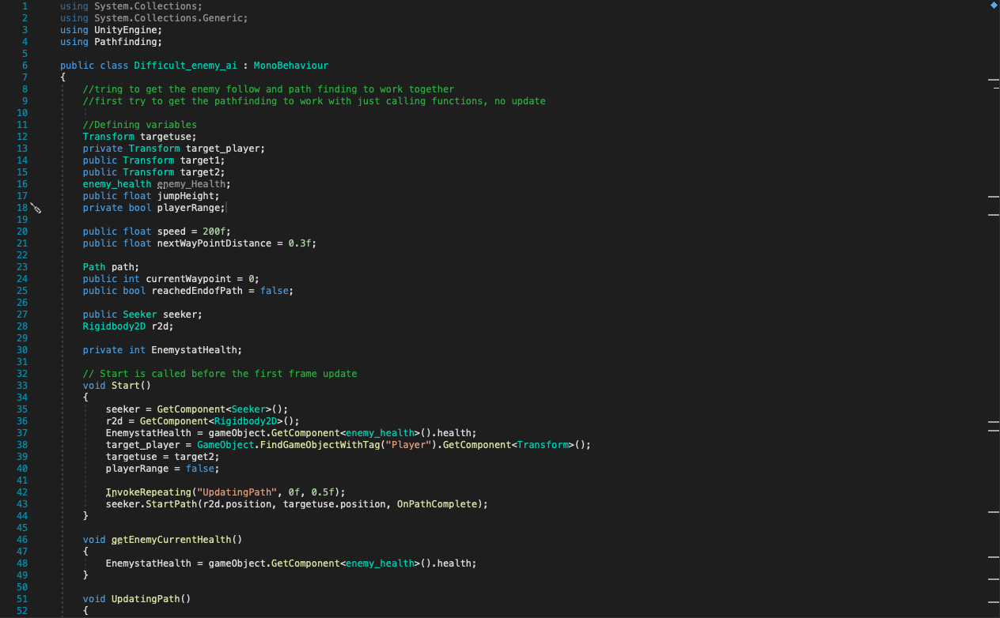 1 using System.Collections;
2 using System.Collections.Generic;
3 using UnityEngine;
4 using Pathfinding;
5
6 public class Difficult_enemy_ai : MonoBehaviour
7 {
8 //tring to get the enemy follow and path finding to work together
9 //first try to get the pathfinding to work with just calling functions, no update
10
11 //Defining variables
12 Transform targetuse;
13 private Transform target_player;
14 public Transform target1;
15 public Transform target2;
16 enemy_health enemy_Health;
17 public float jumpHeight;
18 private bool playerRange;
19
20 public float speed = 200f;
21 public float nextWayPointDistance = 0.3f;
22
23 Path path;
24 public int currentWaypoint = 0;
25 public bool reachedEndofPath = false;
26
27 public Seeker seeker;
28 Rigidbody2D r2d;
29
30 private int EnemystatHealth;
31
32 // Start is called before the first frame update
33 void Start()
34 {
35 seeker = GetComponent<Seeker>();
36 r2d = GetComponent<Rigidbody2D>();
37 EnemystatHealth = gameObject.GetComponent<enemy_health>().health;
38 target_player = GameObject.FindGameObjectWithTag("Player").GetComponent<Transform>();
39 targetuse = target2;
40 playerRange = false;
41
42 InvokeRepeating("UpdatingPath", 0f, 0.5f);
43 seeker.StartPath(r2d.position, targetuse.position, OnPathComplete);
44 }
45
46 void getEnemyCurrentHealth()
47 {
48 EnemystatHealth = gameObject.GetComponent<enemy_health>().health;
49 }
50
51 void UpdatingPath()
52 {